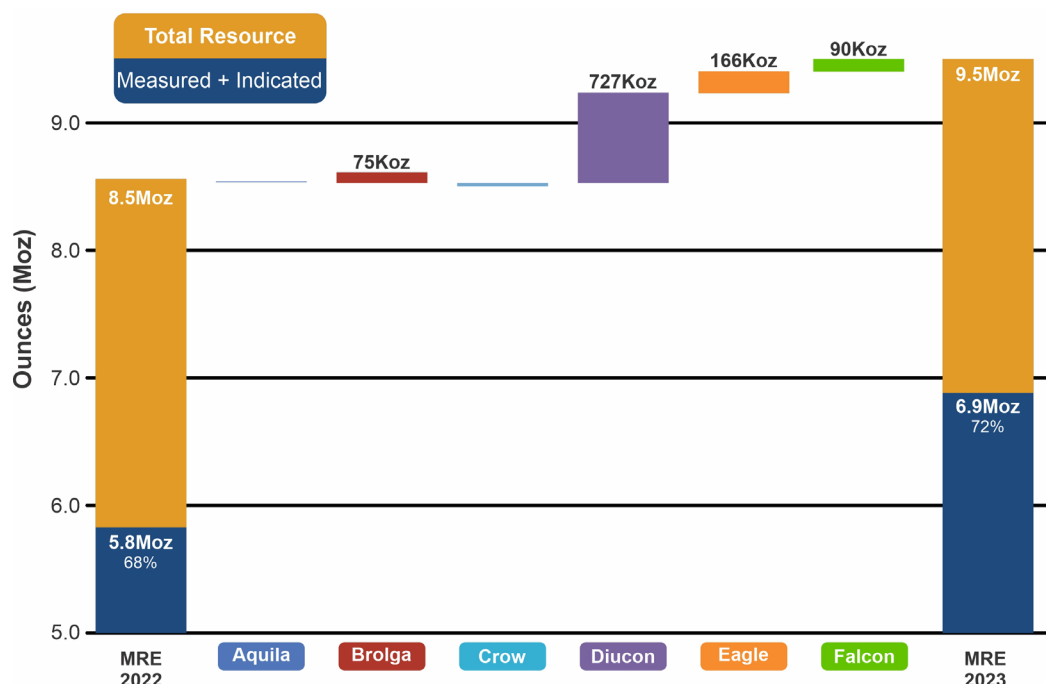 Total Resource
Measured + Indicated
Ounces (Moz)
9.0
8.0
7.0
6.0
5.0
8.5Moz
5.8Moz
68%
75Koz
727Koz
166Koz
90Koz
9.5Moz
6.9Moz
72%
MRE
2022
Aquila
Brolga
Crow
Diucon
Eagle
Falcon
MRE
2023